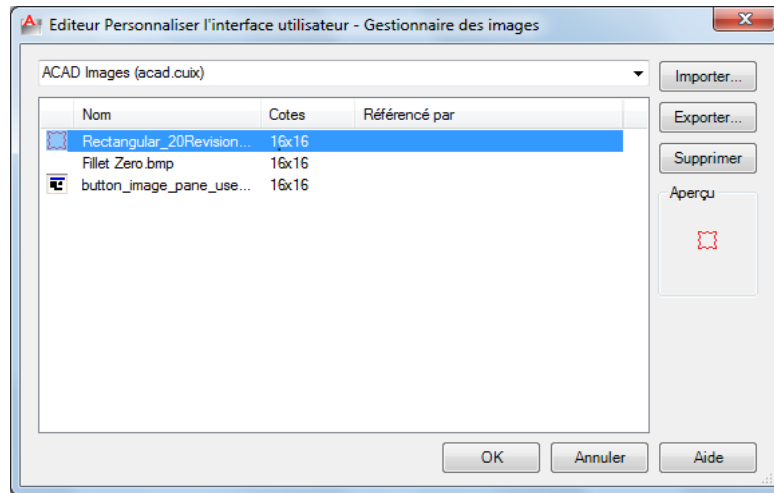 Editeur Personnaliser l'interface utilisateur - Gestionnaire des images
ACAD Images (acad.cuix)
Importer...
Nom Cotes Référencé par
Exporter...
Rectangular_20Revision... 16x16
Fillet Zero.bmp 16x16
Supprimer
button_image_pane_use... 16x16
Aperçu
OK Annuler Aide